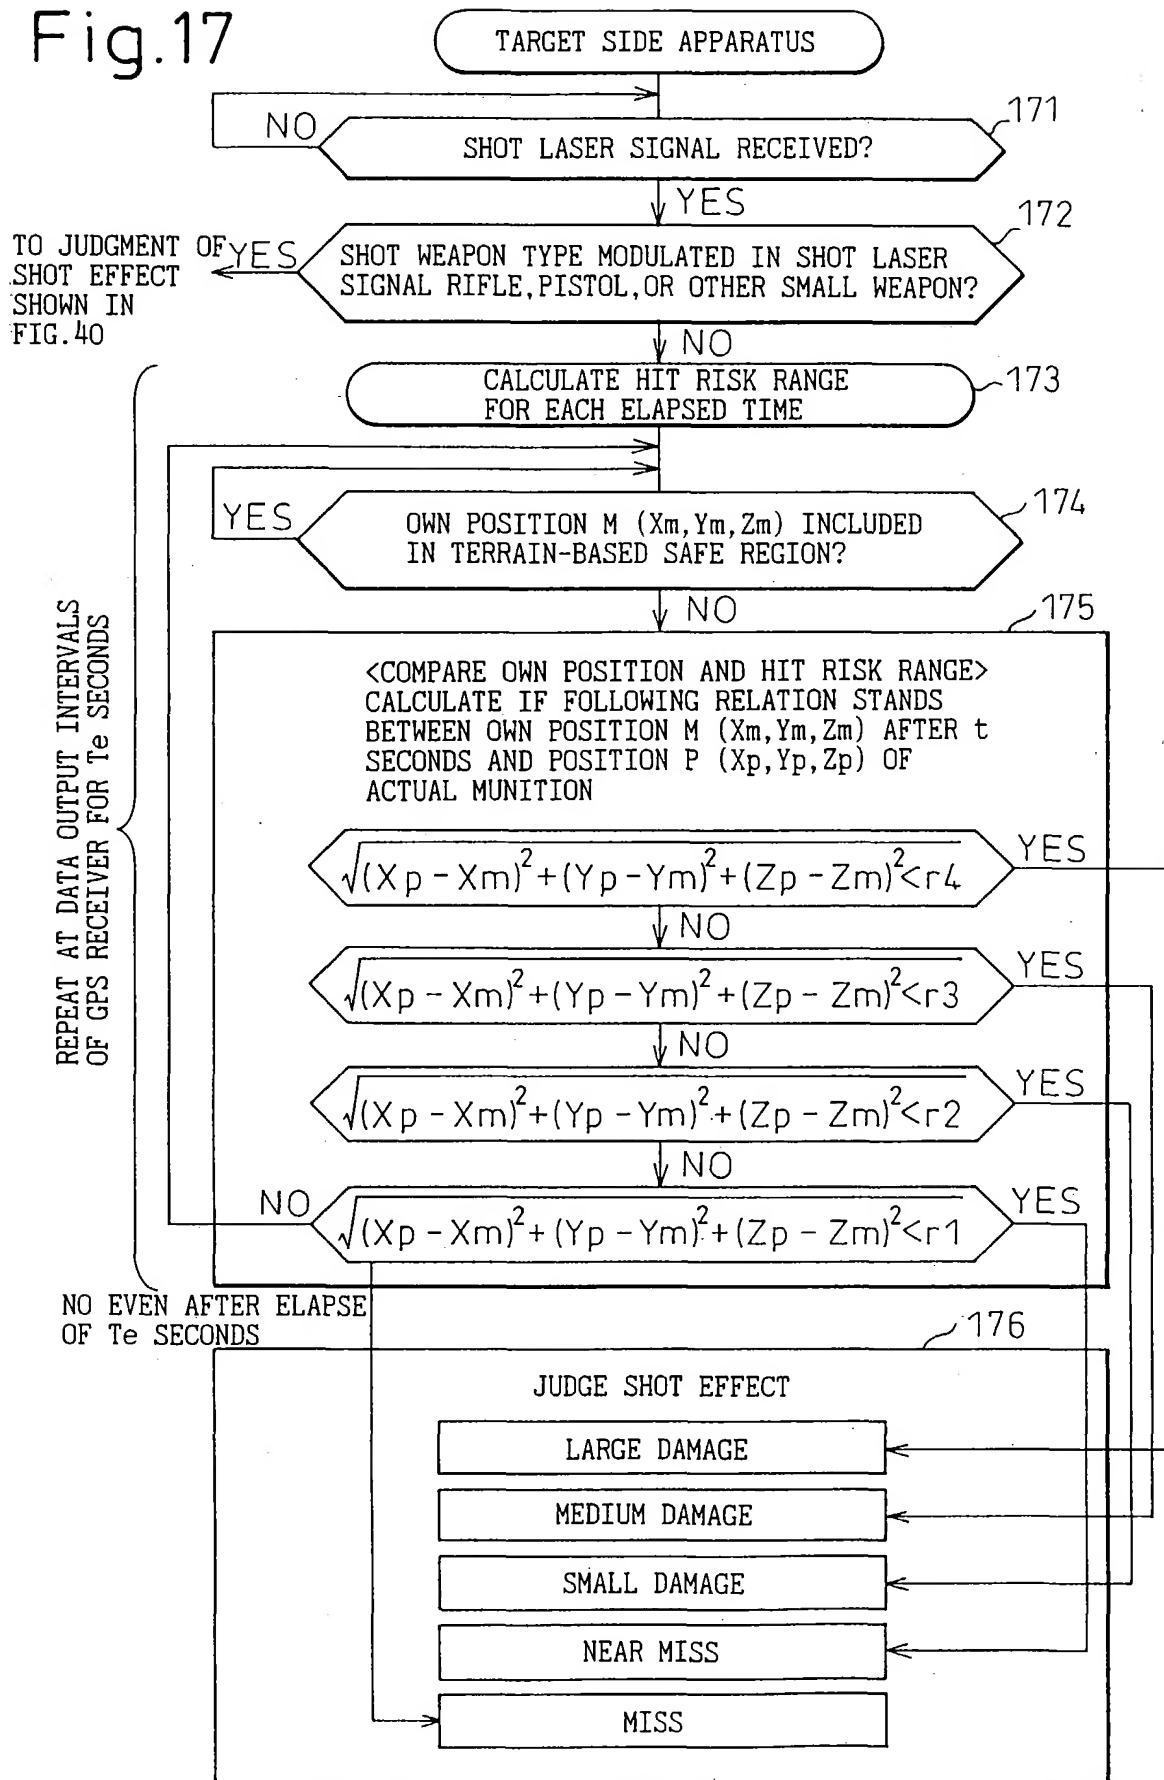 Fig.17
TARGET SIDE APPARATUS
171
NO
SHOT LASER SIGNAL RECEIVED?
YES
172
TO JUDGMENT OF
SHOT EFFECT
SHOWN IN
FIG.40
YES
SHOT WEAPON TYPE MODULATED IN SHOT LASER
SIGNAL RIFLE,PISTOL,OR OTHER SMALL WEAPON?
NO
173
CALCULATE HIT RISK RANGE
FOR EACH ELAPSED TIME
174
YES
OWN POSITION M (Xm,Ym,Zm) INCLUDED
IN TERRAIN-BASED SAFE REGION?
NO
175
REPEAT AT DATA OUTPUT INTERVALS
OF GPS RECEIVER FOR Te SECONDS
<COMPARE OWN POSITION AND HIT RISK RANGE>
CALCULATE IF FOLLOWING RELATION STANDS
BETWEEN OWN POSITION M (Xm,Ym,Zm) AFTER t
SECONDS AND POSITION P (Xp,Yp,Zp) OF
ACTUAL MUNITION
√(Xp-Xm)²+(Yp-Ym)²+(Zp-Zm)²<r4
YES
NO
√(Xp-Xm)²+(Yp-Ym)²+(Zp-Zm)²<r3
YES
NO
√(Xp-Xm)²+(Yp-Ym)²+(Zp-Zm)²<r2
YES
NO
NO
√(Xp-Xm)²+(Yp-Ym)²+(Zp-Zm)²<r1
YES
NO EVEN AFTER ELAPSE
OF Te SECONDS
176
JUDGE SHOT EFFECT
LARGE DAMAGE
MEDIUM DAMAGE
SMALL DAMAGE
NEAR MISS
MISS